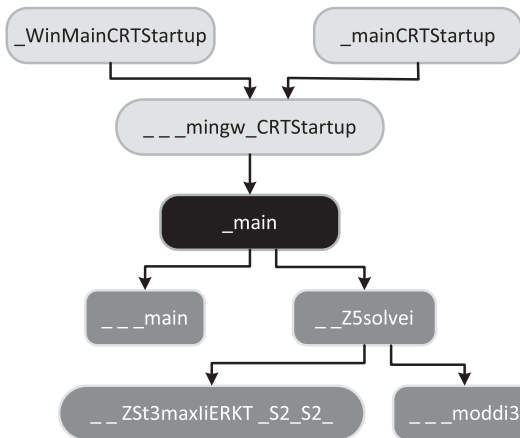 _WinMainCRTStartup
_mainCRTStartup
_ _ _mingw_CRTStartup
_main
_ _ _main
_ _Z5solvei
_ _ ZSt3maxIiERKT _S2_S2_
_ _ _moddi3